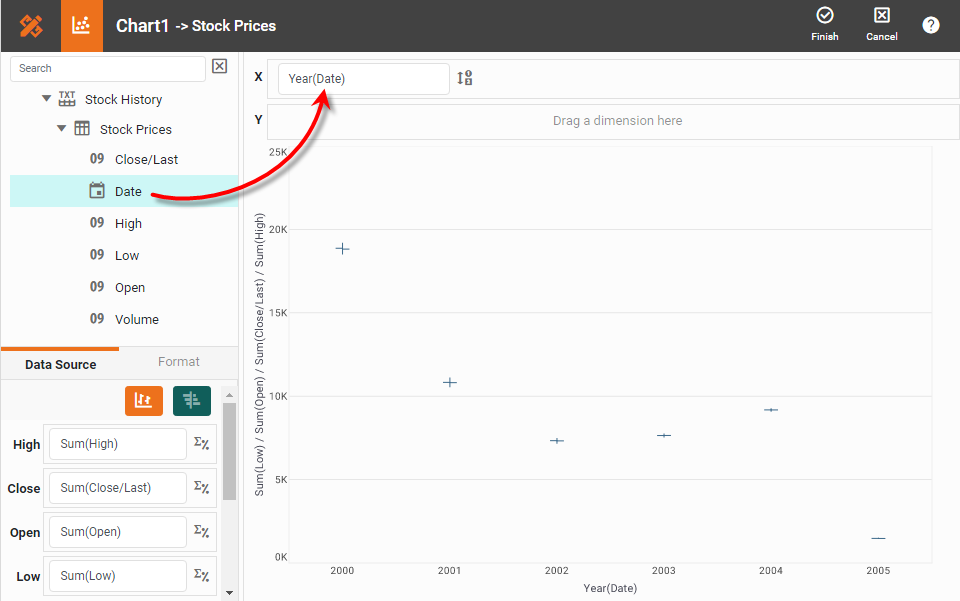 Chart1 -> Stock Prices
Finish
Cancel
?
Search
TXT
Stock History
Stock Prices
09 Close/Last
Date
09 High
09 Low
09 Open
09 Volume
Data Source
Format
High
Sum(High)
Close
Sum(Close/Last)
Open
Sum(Open)
Low
Sum(Low)
X
Year(Date)
Y
Drag a dimension here
Sum(Low) / Sum(Open) / Sum(Close/Last) / Sum(High)
25K
20K
15K
10K
5K
0K
2000 2001 2002 2003 2004 2005
Year(Date)